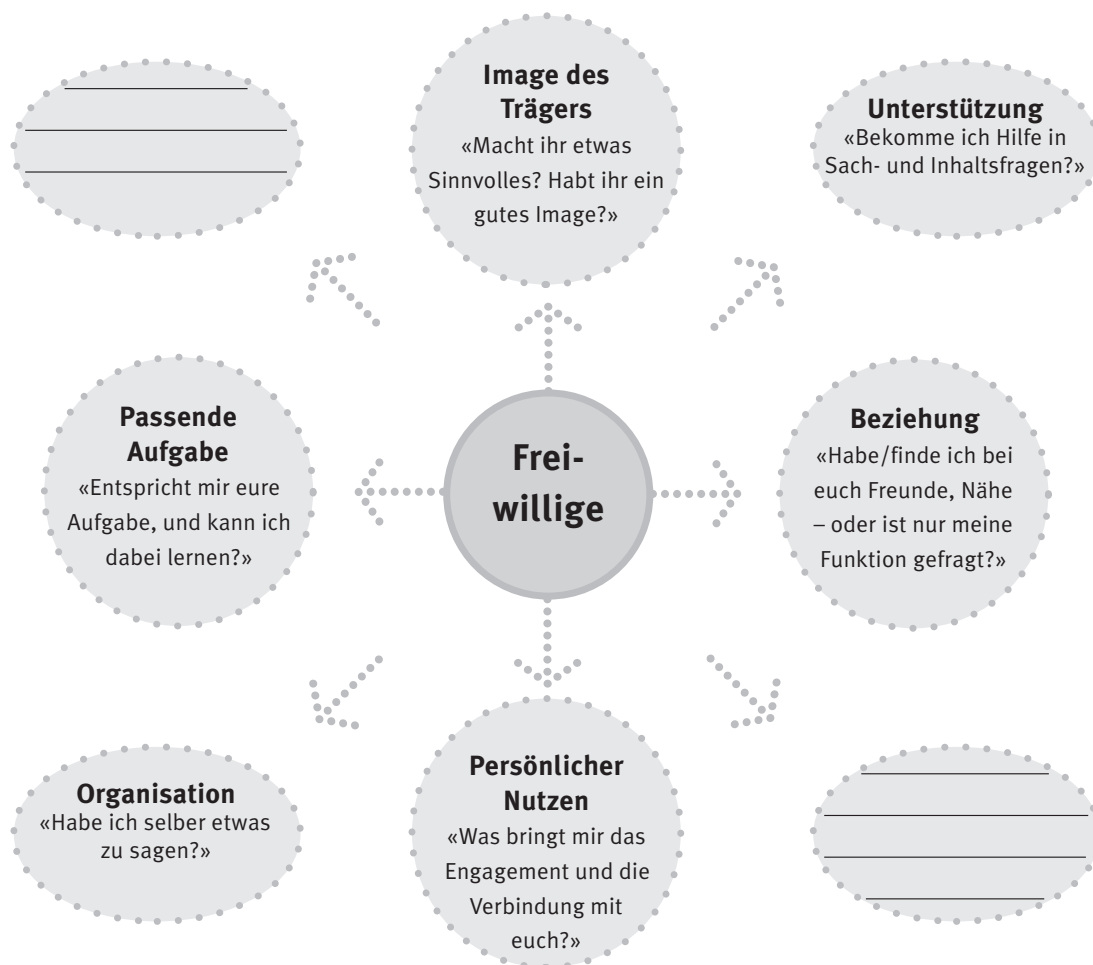 Image des
Trägers
«Macht ihr etwas
Sinnvolles? Habt ihr ein
gutes Image?»
Unterstützung
«Bekomme ich Hilfe in
Sach- und Inhaltsfragen?»
Passende
Aufgabe
«Entspricht mir eure
Aufgabe, und kann ich
dabei lernen?»
Frei-
willige
Beziehung
«Habe/finde ich bei
euch Freunde, Nähe
– oder ist nur meine
Funktion gefragt?»
Organisation
«Habe ich selber etwas
zu sagen?»
Persönlicher
Nutzen
«Was bringt mir das
Engagement und die
Verbindung mit
euch?»